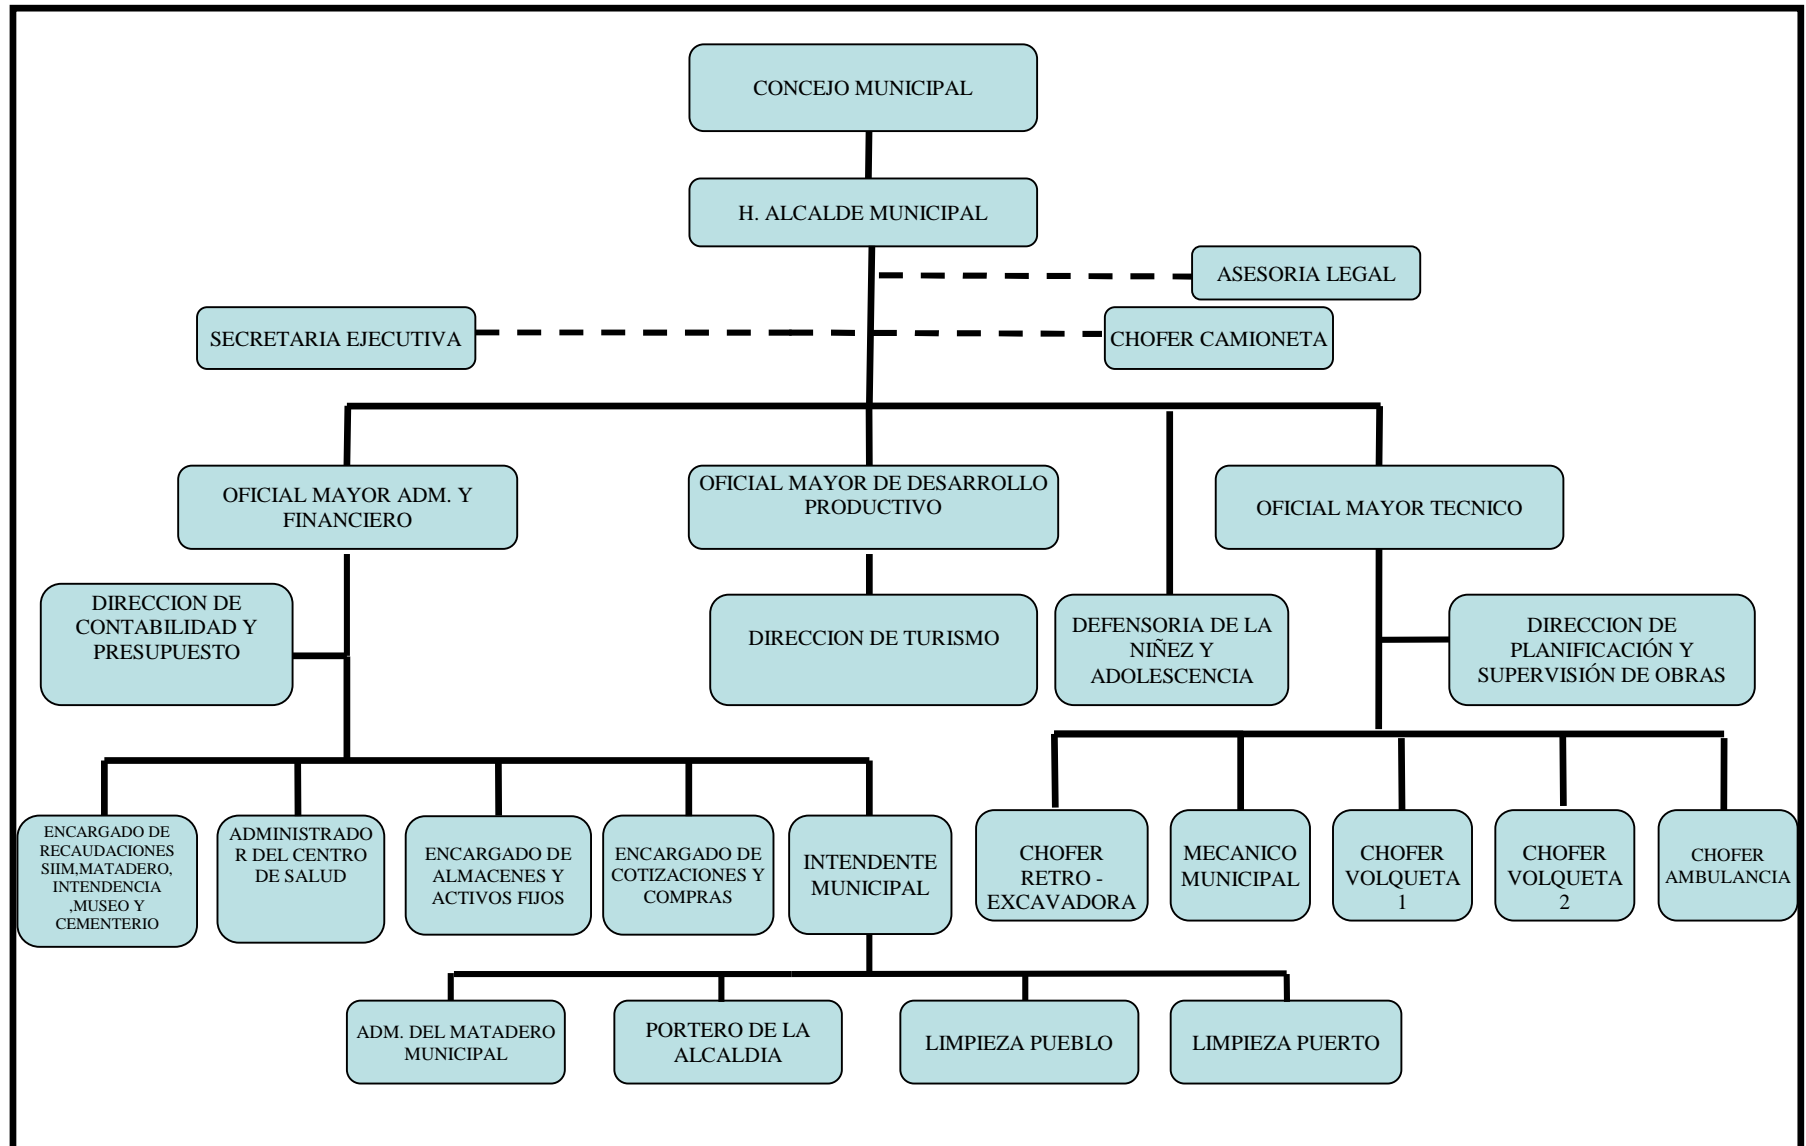 CONCEJO MUNICIPAL
H. ALCALDE MUNICIPAL
ASESORIA LEGAL
SECRETARIA EJECUTIVA
CHOFER CAMIONETA
OFICIAL MAYOR ADM. Y
FINANCIERO
OFICIAL MAYOR DE DESARROLLO
PRODUCTIVO
OFICIAL MAYOR TECNICO
DIRECCION DE
CONTABILIDAD Y
PRESUPUESTO
DIRECCION DE TURISMO
DEFENSORIA DE LA
NIÑEZ Y
ADOLESCENCIA
DIRECCION DE
PLANIFICACIÓN Y
SUPERVISIÓN DE OBRAS
ENCARGADO DE
RECAUDACIONES
SIIM,MATADERO,
INTENDENCIA
,MUSEO Y
CEMENTERIO
ADMINISTRADO
R DEL CENTRO
DE SALUD
ENCARGADO DE
ALMACENES Y
ACTIVOS FIJOS
ENCARGADO DE
COTIZACIONES Y
COMPRAS
INTENDENTE
MUNICIPAL
CHOFER
RETRO -
EXCAVADORA
MECANICO
MUNICIPAL
CHOFER
VOLQUETA
1
CHOFER
VOLQUETA
2
CHOFER
AMBULANCIA
ADM. DEL MATADERO
MUNICIPAL
PORTERO DE LA
ALCALDIA
LIMPIEZA PUEBLO
LIMPIEZA PUERTO